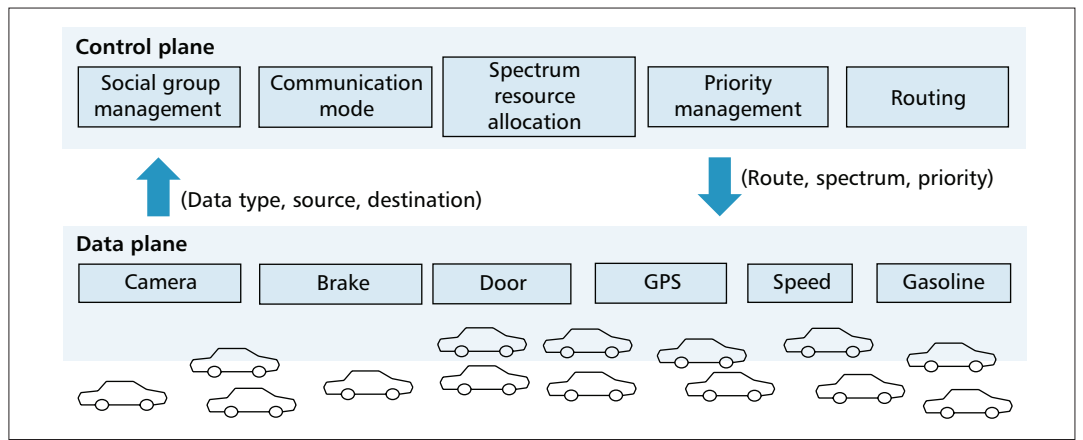 Control plane
Social group
management
Communication
mode
Spectrum
resource
allocation
Priority
management
Routing
(Data type, source, destination)
(Route, spectrum, priority)
Data plane
Camera
Brake
Door
GPS
Speed
Gasoline